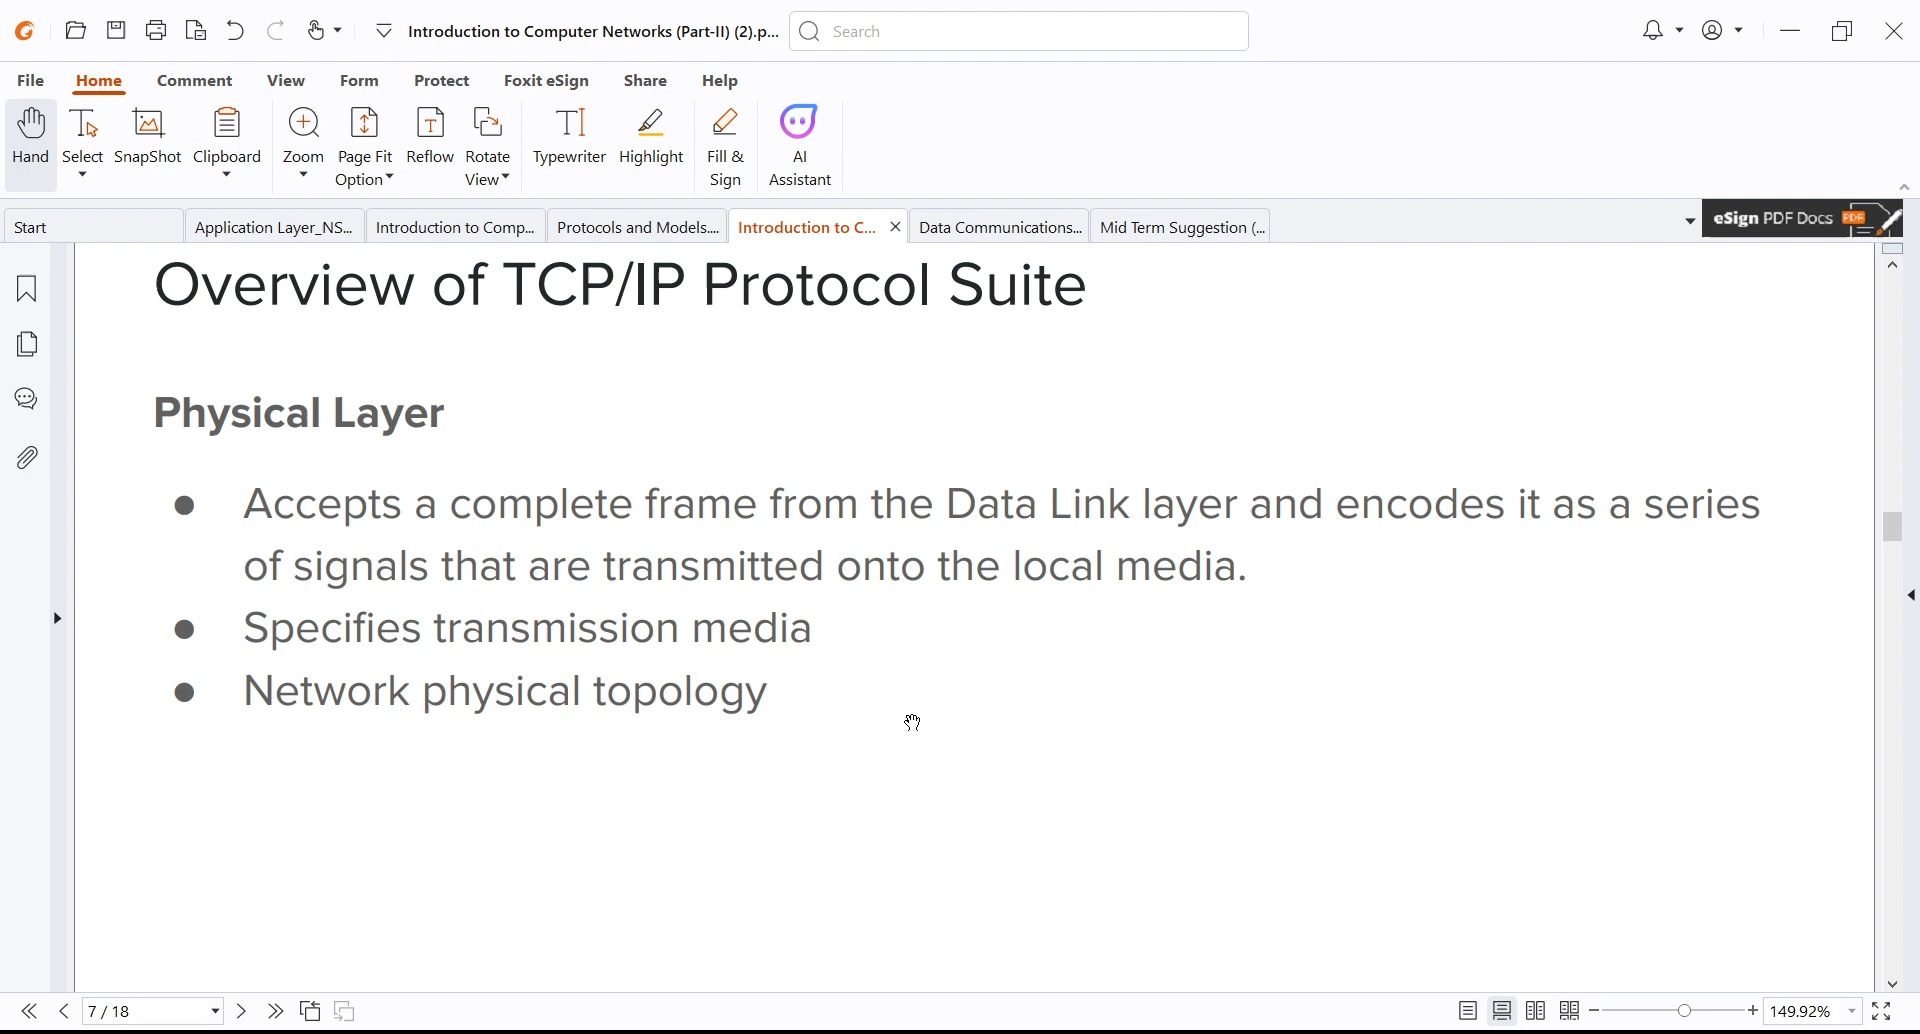 Introduction to Computer Networks (Part-II) (2).p...
Search
File Home Comment View Form Protect Foxit eSign Share Help
Hand Select SnapShot Clipboard Zoom Page Fit Option Reflow Rotate View Typewriter Highlight Fill & Sign AI Assistant
Start Application Layer_NS... Introduction to Comp... Protocols and Models.... Introduction to C... Data Communications... Mid Term Suggestion (...
eSign PDF Docs PDF
Overview of TCP/IP Protocol Suite
Physical Layer
● Accepts a complete frame from the Data Link layer and encodes it as a series
of signals that are transmitted onto the local media.
● Specifies transmission media
● Network physical topology
7 / 18
149.92%